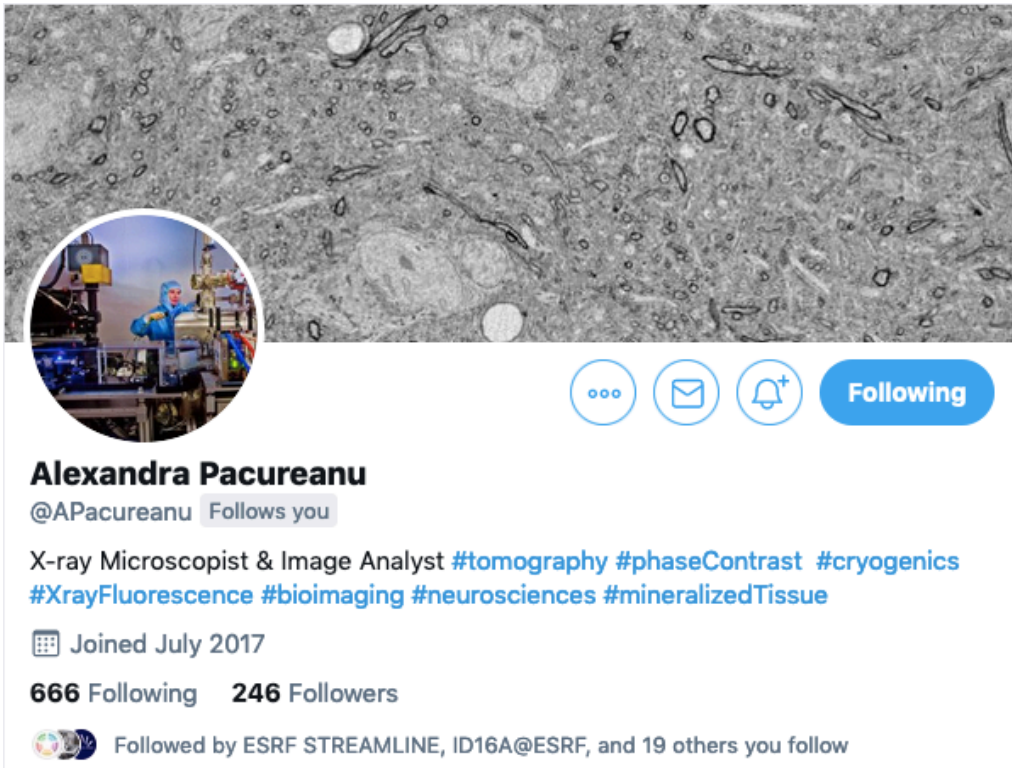 Following
Alexandra Pacureanu
@APacureanu Follows you
X-ray Microscopist & Image Analyst #tomography #phaseContrast #cryogenics
#XrayFluorescence #bioimaging #neurosciences #mineralizedTissue
Joined July 2017
666 Following 246 Followers
Followed by ESRF STREAMLINE, ID16A@ESRF, and 19 others you follow